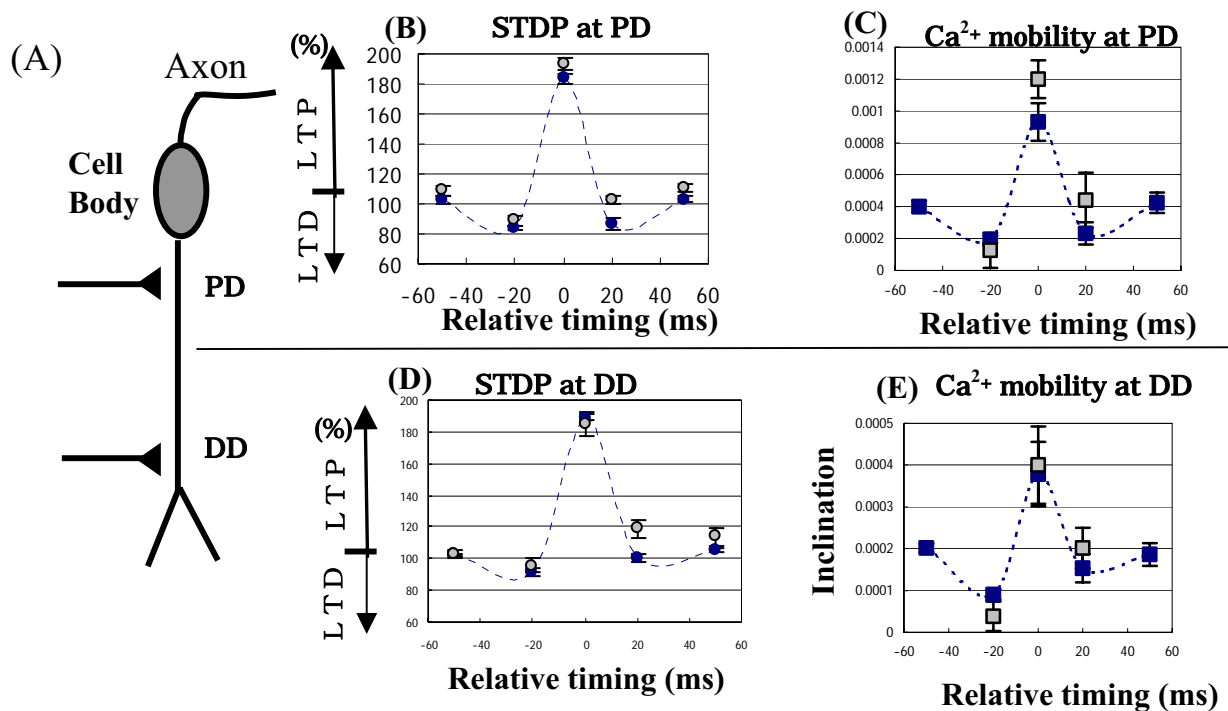 (A)
Axon
Cell
Body
PD
DD
(B)
STDP at PD
(%)
LTP
LTD
200
180
160
140
120
100
80
60
-60 -40 -20 0 20 40 60
Relative timing (ms)
(C)
Ca²⁺ mobility at PD
0.0014
0.0012
0.001
0.0008
0.0006
0.0004
0.0002
0
-60 -40 -20 0 20 40 60
Relative timing (ms)
(D)
STDP at DD
(%)
LTP
LTD
200
180
160
140
120
100
80
60
-60 -40 -20 0 20 40 60
Relative timing (ms)
(E)
Ca²⁺ mobility at DD
Inclination
0.0005
0.0004
0.0003
0.0002
0.0001
0
-60 -40 -20 0 20 40 60
Relative timing (ms)